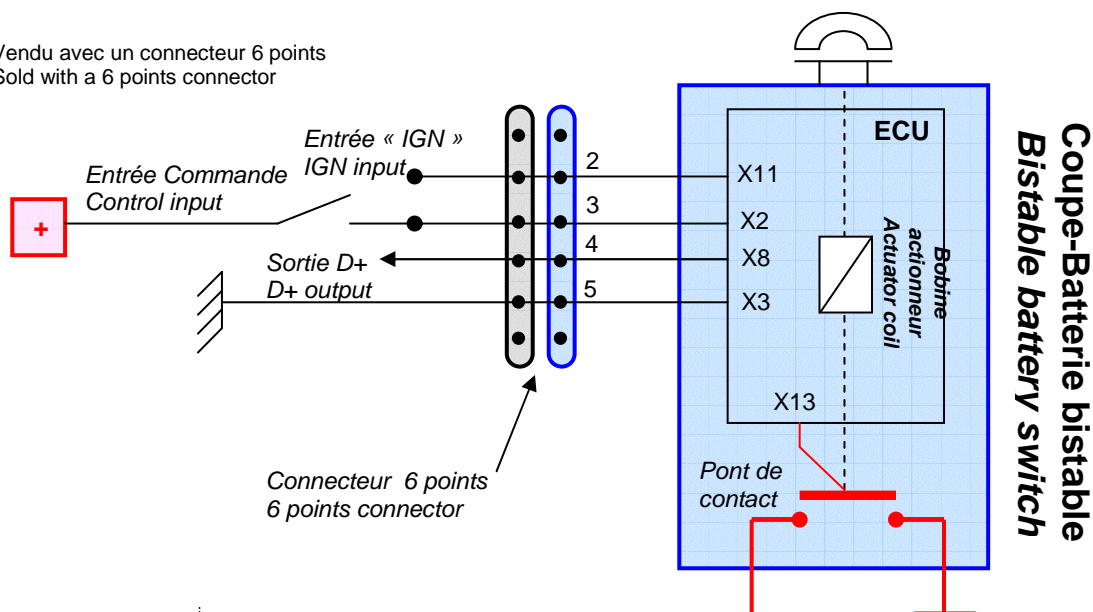 Vendu avec un connecteur 6 points
Sold with a 6 points connector
Entrée « IGN »
IGN input
Entrée Commande
Control input
+
Sortie D+
D+ output
2
3
4
5
Connecteur 6 points
6 points connector
ECU
X11
X2
X8
X3
X13
Bobine
actionneur
Actuator coil
Pont de
contact
Coupe-Batterie bistable
Bistable battery switch